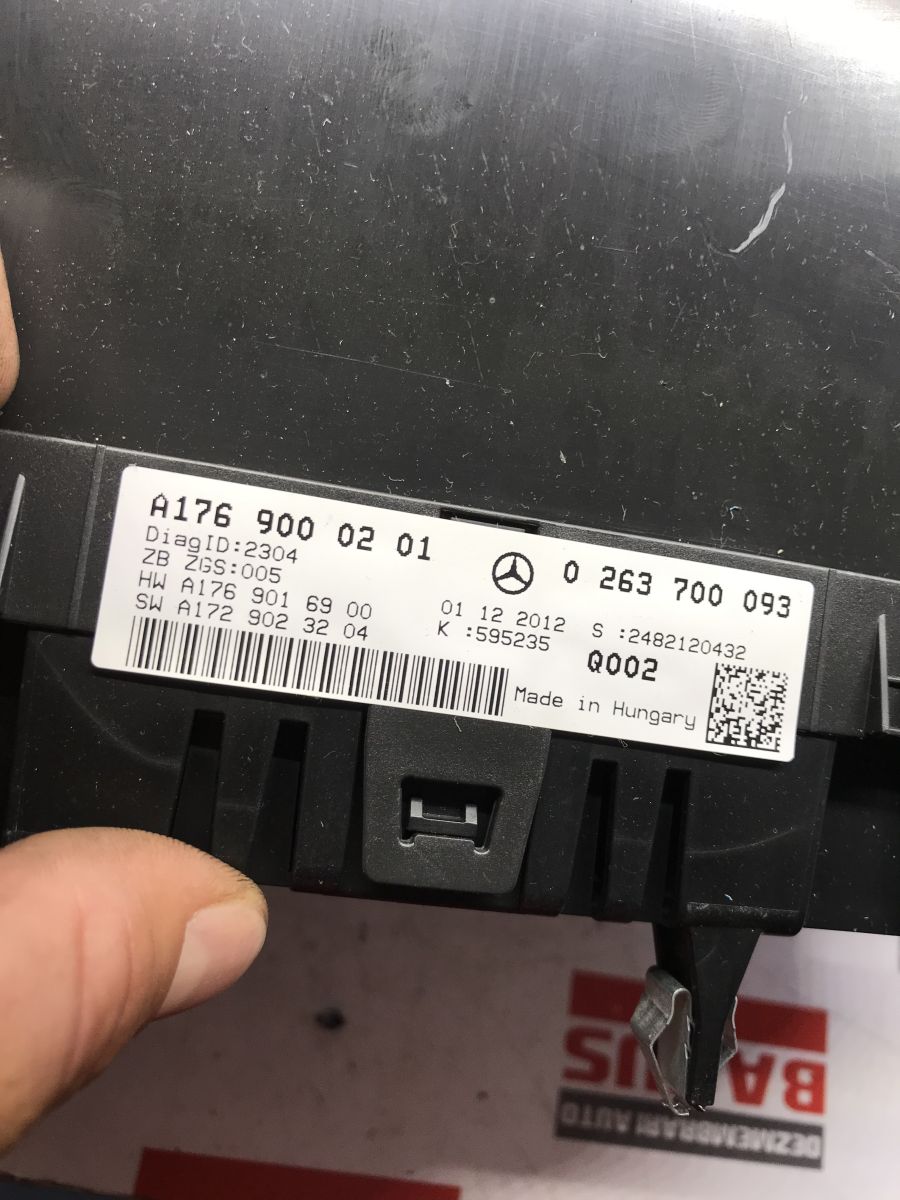 A176 900 02 01
DiagID:2304
ZB ZGS:005
HW A176 901 69 00
SW A172 902 32 04
0 263 700 093
01 12 2012 S :2482120432
K :595235
Q002
Made in Hungary
DEZMEMBRARI AUTO